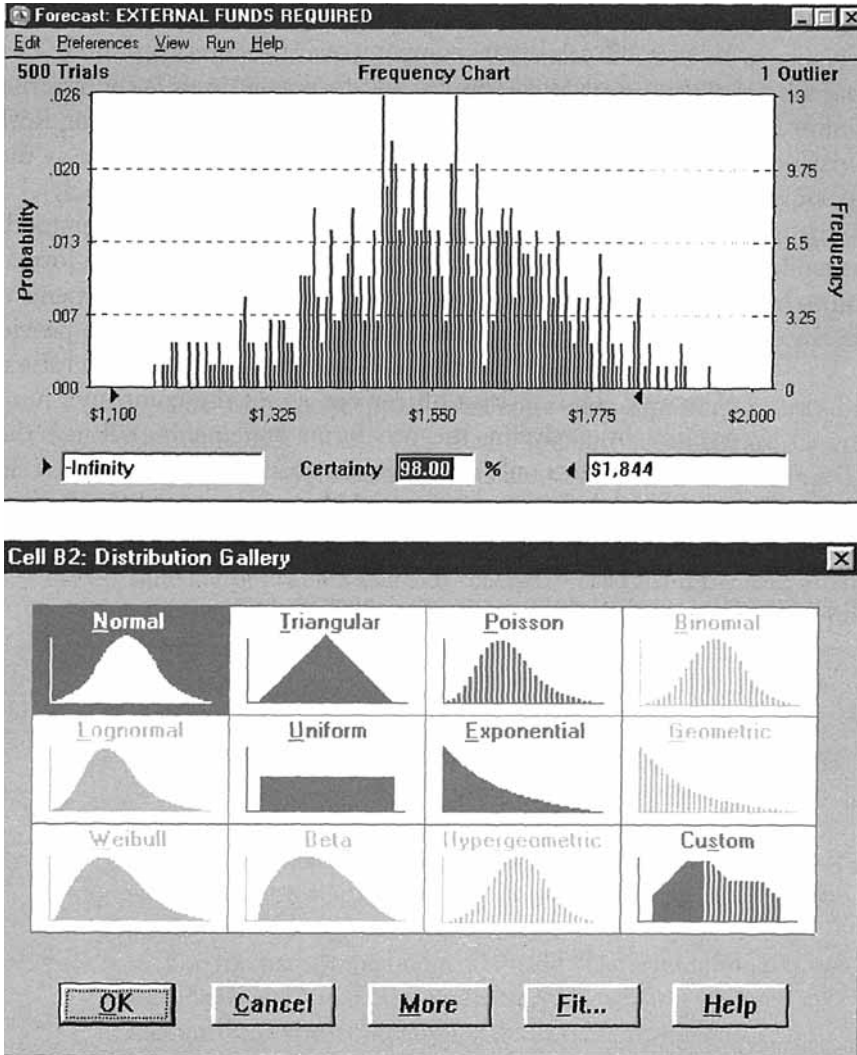 Forecast: EXTERNAL FUNDS REQUIRED
Edit Preferences View Run Help
500 Trials Frequency Chart 1 Outlier
.026
.020
.013
.007
.000
Probability
13
9.75
6.5
3.25
0
Frequency
$1,100 $1,325 $1,550 $1,775 $2,000
-Infinity Certainty 98.00 % $1,844
Cell B2: Distribution Gallery
Normal Triangular Poisson Binomial
Lognormal Uniform Exponential Geometric
Weibull Beta Hypergeometric Custom
OK Cancel More Fit... Help